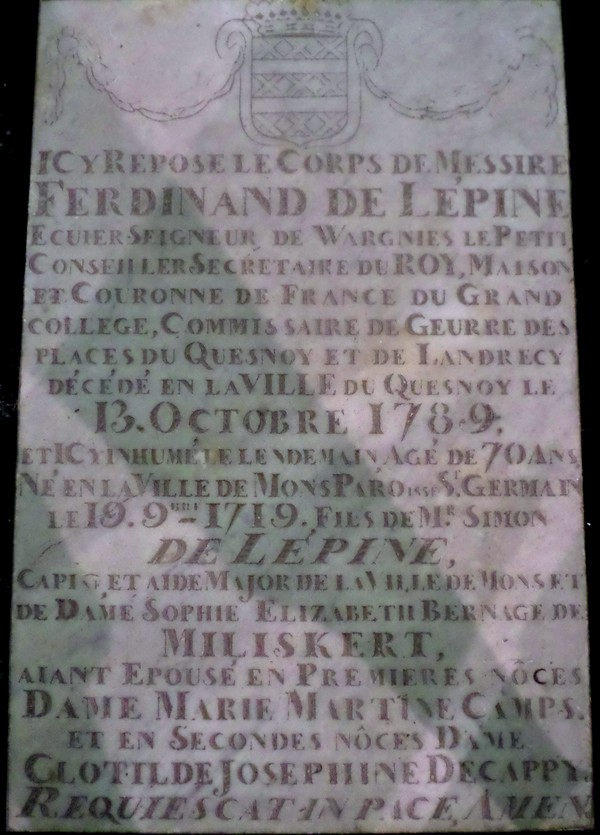 ICY REPOSE LE CORPS DE MESSIRE
FERDINAND DE LÉPINE
ECUIER SEIGNEUR DE WARGNIES LE PETIT
CONSEILLER SECRÉTAIRE DU ROY, MAISON
ET COURONNE DE FRANCE DU GRAND
COLLEGE, COMMISSAIRE DE GEURRE DES
PLACES DU QUESNOY ET DE LANDRECY
DÉCÉDÉ EN LA VILLE DU QUESNOY LE
13. OCTOBRE 1789.
ET ICY INHUMÉ LE LENDEMAIN, AGÉ DE 70 ANS
NÉ EN LA VILLE DE MONS PAROISSE ST. GERMAIN
LE 19. 9BRE 1719. FILS DE MR SIMON
DE LÉPINE,
CAPI NE ET AIDE MAJOR DE LA VILLE DE MONS ET
DE DAMÉ SOPHIE ELIZABETH BERNAGE DE
MILISKERT,
AIANT EPOUSÉ EN PREMIERES NÔCES
DAME MARIE MARTINE CAMPS.
ET EN SECONDES NÔCES DAME
CLOTILDE JOSEPHINE DECAPPY.
REQUIESCAT IN PACE, AMEN